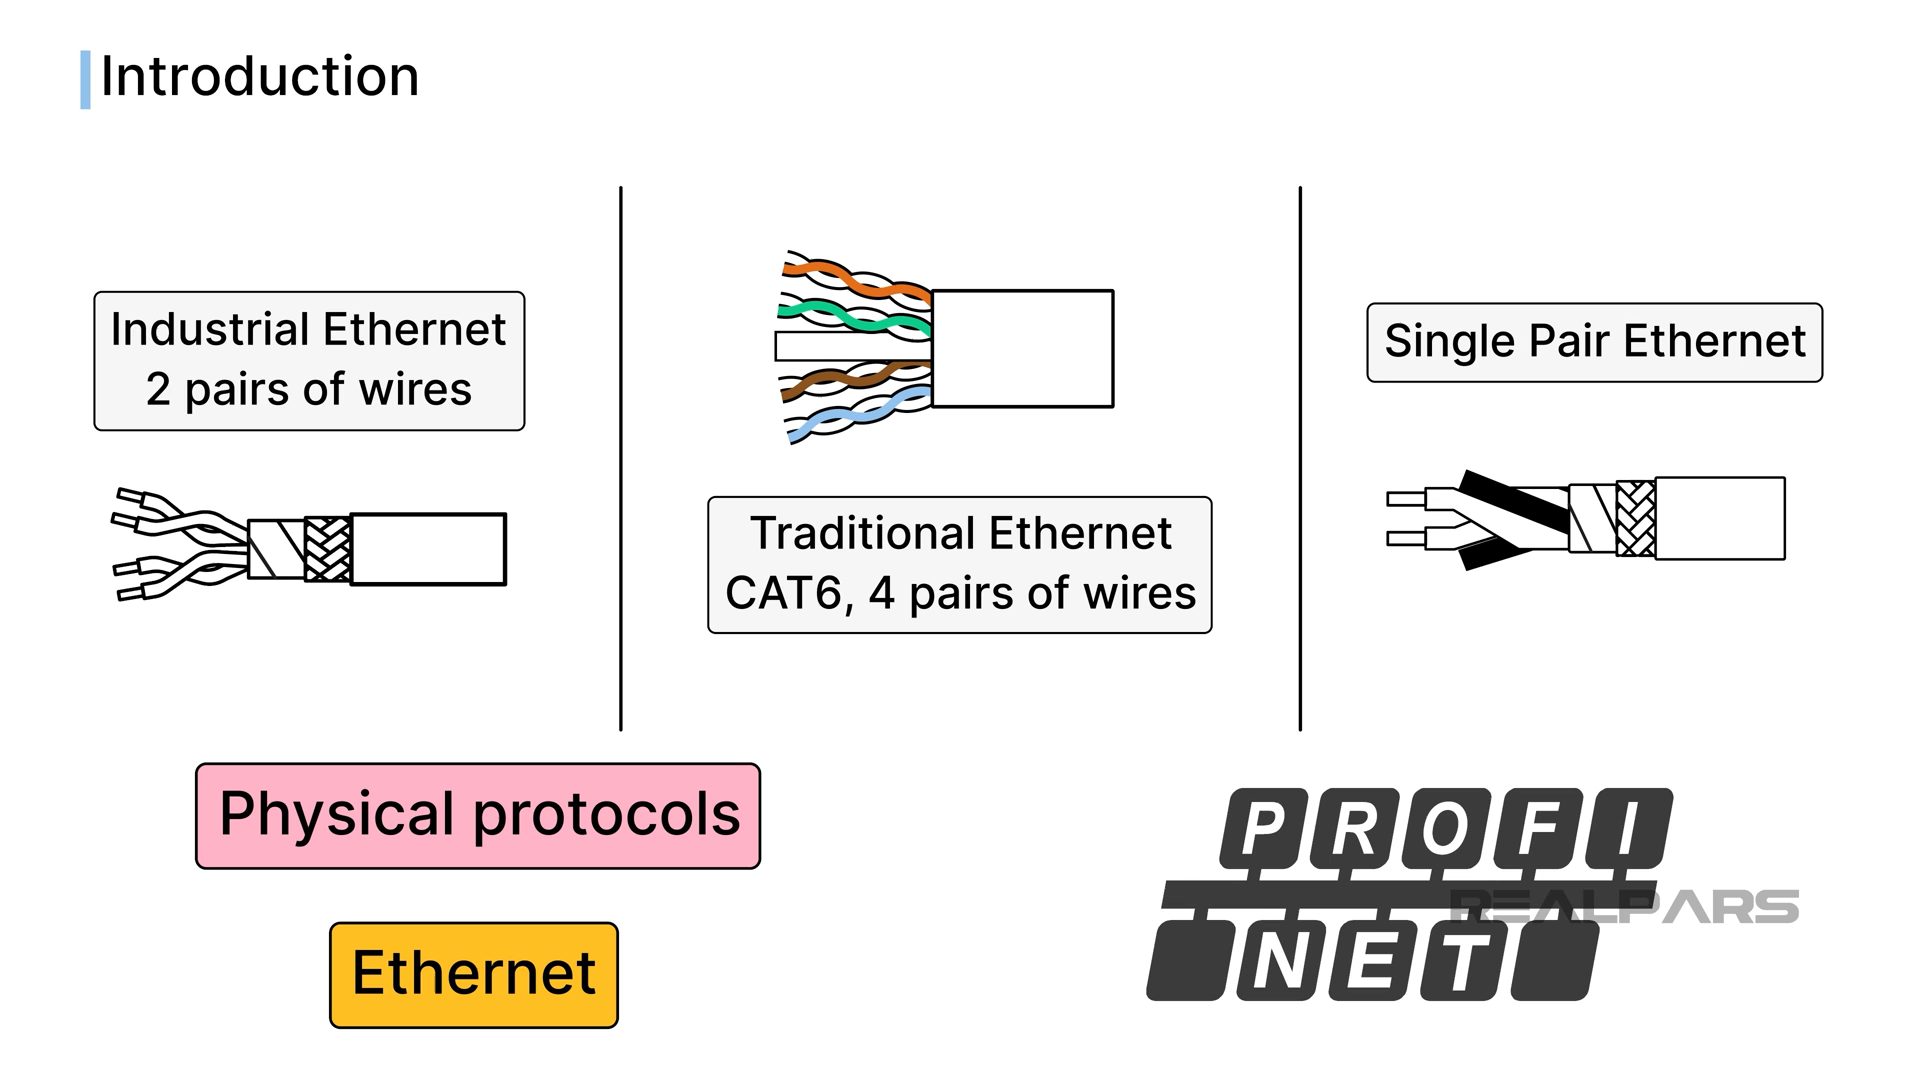 Introduction
Industrial Ethernet
2 pairs of wires
Traditional Ethernet
CAT6, 4 pairs of wires
Single Pair Ethernet
Physical protocols
Ethernet
PROFI
NET
REALPARS